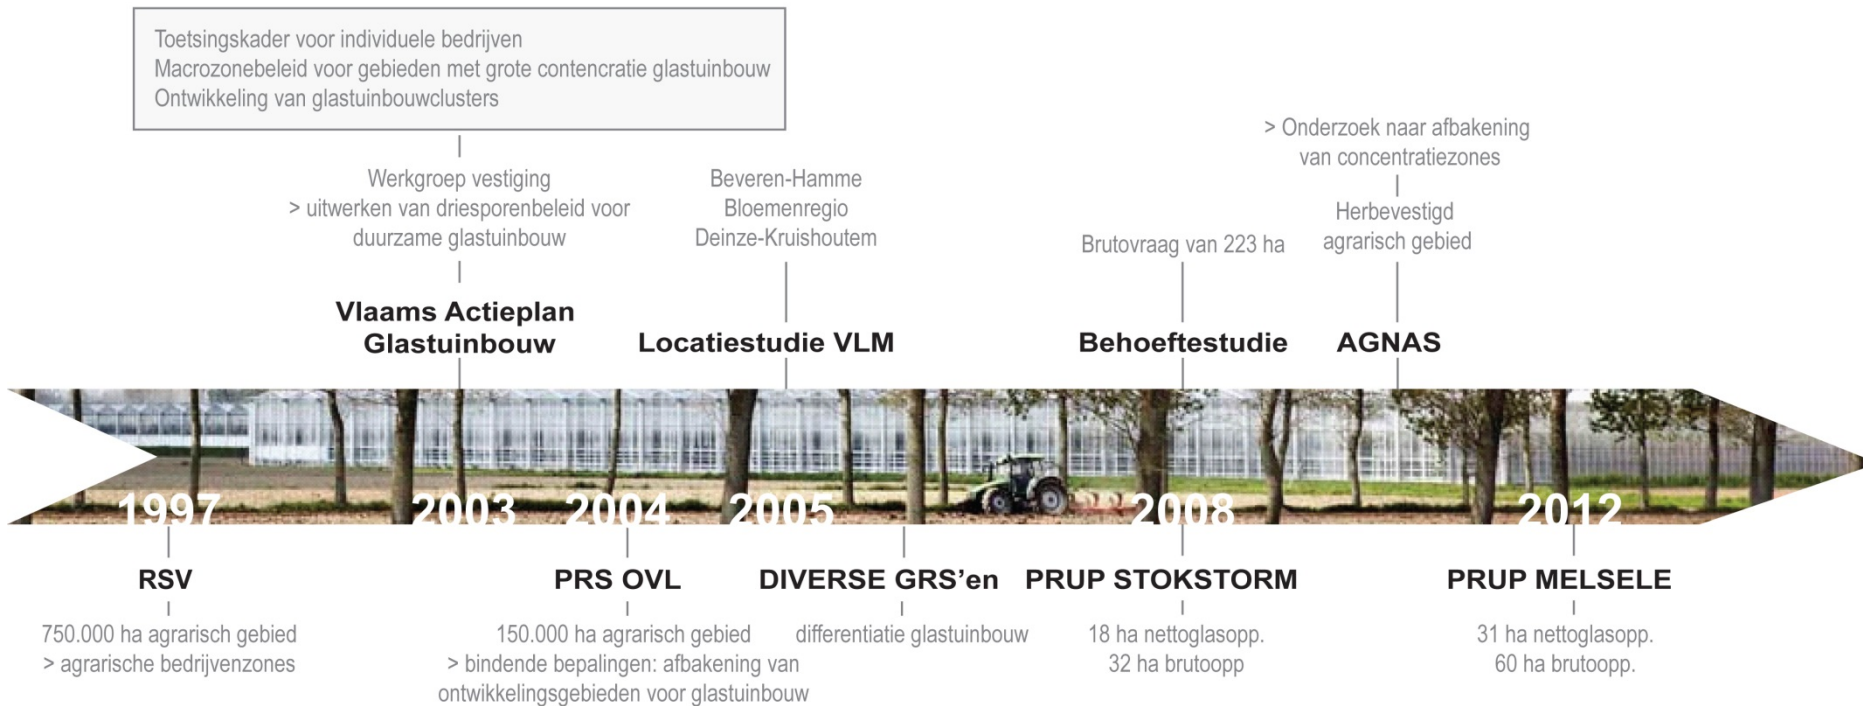 Toetsingskader voor individuele bedrijven
Macrozonebeleid voor gebieden met grote contencratie glastuinbouw
Ontwikkeling van glastuinbouwclusters
Werkgroep vestiging
> uitwerken van driesporenbeleid voor
duurzame glastuinbouw
Vlaams Actieplan
Glastuinbouw
Beveren-Hamme
Bloemenregio
Deinze-Kruishoutem
Locatiestudie VLM
Brutovraag van 223 ha
Behoeftestudie
> Onderzoek naar afbakening
van concentratiezones
Herbevestigd
agrarisch gebied
AGNAS
1997
2003
2004
2005
2008
2012
RSV
750.000 ha agrarisch gebied
> agrarische bedrijvenzones
PRS OVL
150.000 ha agrarisch gebied
> bindende bepalingen: afbakening van
ontwikkelingsgebieden voor glastuinbouw
DIVERSE GRS’en
differentiatie glastuinbouw
PRUP STOKSTORM
18 ha nettoglasopp.
32 ha brutoopp
PRUP MELSELE
31 ha nettoglasopp.
60 ha brutoopp.